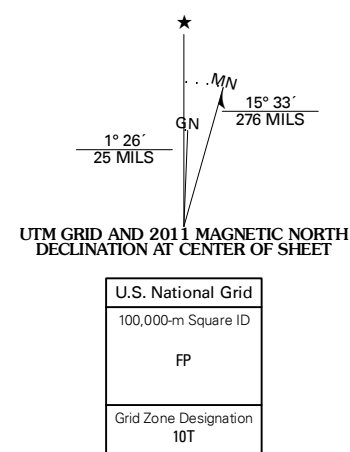 ★
MN
GN
15° 33´
276 MILS
1° 26´
25 MILS
UTM GRID AND 2011 MAGNETIC NORTH
DECLINATION AT CENTER OF SHEET
U.S. National Grid
100,000-m Square ID
FP
Grid Zone Designation
10T